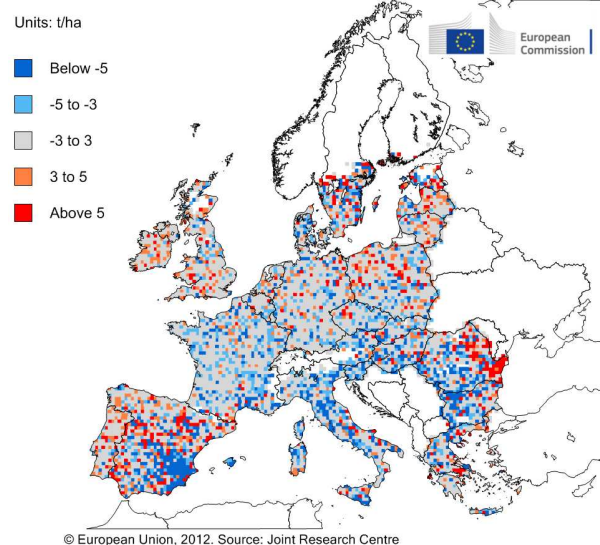 Units: t/ha
European
Commission
Below -5
-5 to -3
-3 to 3
3 to 5
Above 5
© European Union, 2012. Source: Joint Research Centre